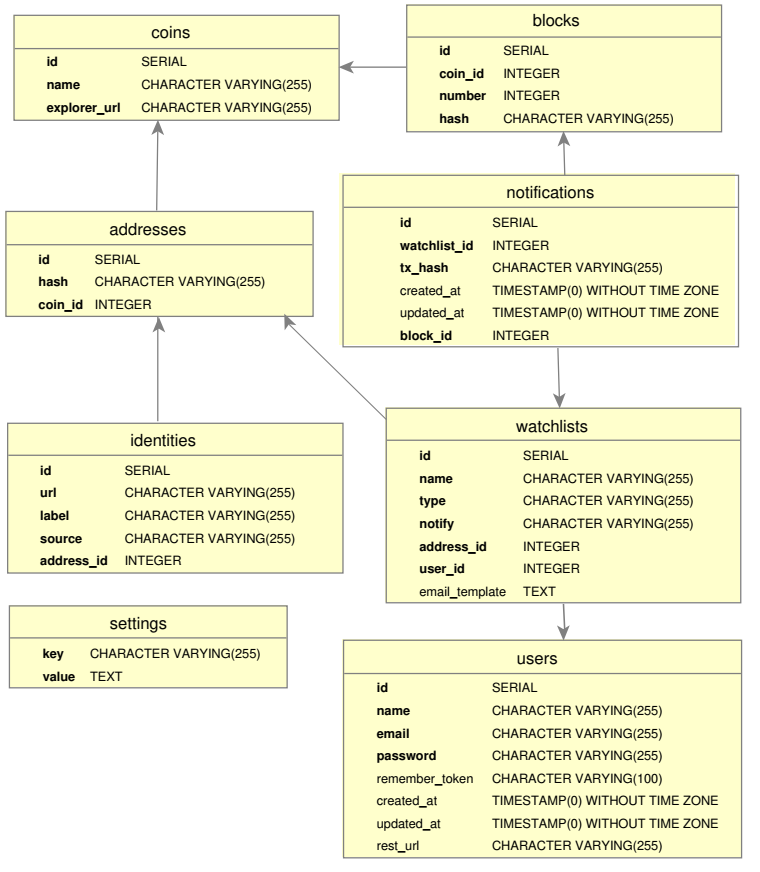 coins
id SERIAL
name CHARACTER VARYING(255)
explorer_url CHARACTER VARYING(255)
blocks
id SERIAL
coin_id INTEGER
number INTEGER
hash CHARACTER VARYING(255)
addresses
id SERIAL
hash CHARACTER VARYING(255)
coin_id INTEGER
notifications
id SERIAL
watchlist_id INTEGER
tx_hash CHARACTER VARYING(255)
created_at TIMESTAMP(0) WITHOUT TIME ZONE
updated_at TIMESTAMP(0) WITHOUT TIME ZONE
block_id INTEGER
identities
id SERIAL
url CHARACTER VARYING(255)
label CHARACTER VARYING(255)
source CHARACTER VARYING(255)
address_id INTEGER
watchlists
id SERIAL
name CHARACTER VARYING(255)
type CHARACTER VARYING(255)
notify CHARACTER VARYING(255)
address_id INTEGER
user_id INTEGER
email_template TEXT
settings
key CHARACTER VARYING(255)
value TEXT
users
id SERIAL
name CHARACTER VARYING(255)
email CHARACTER VARYING(255)
password CHARACTER VARYING(255)
remember_token CHARACTER VARYING(100)
created_at TIMESTAMP(0) WITHOUT TIME ZONE
updated_at TIMESTAMP(0) WITHOUT TIME ZONE
rest_url CHARACTER VARYING(255)